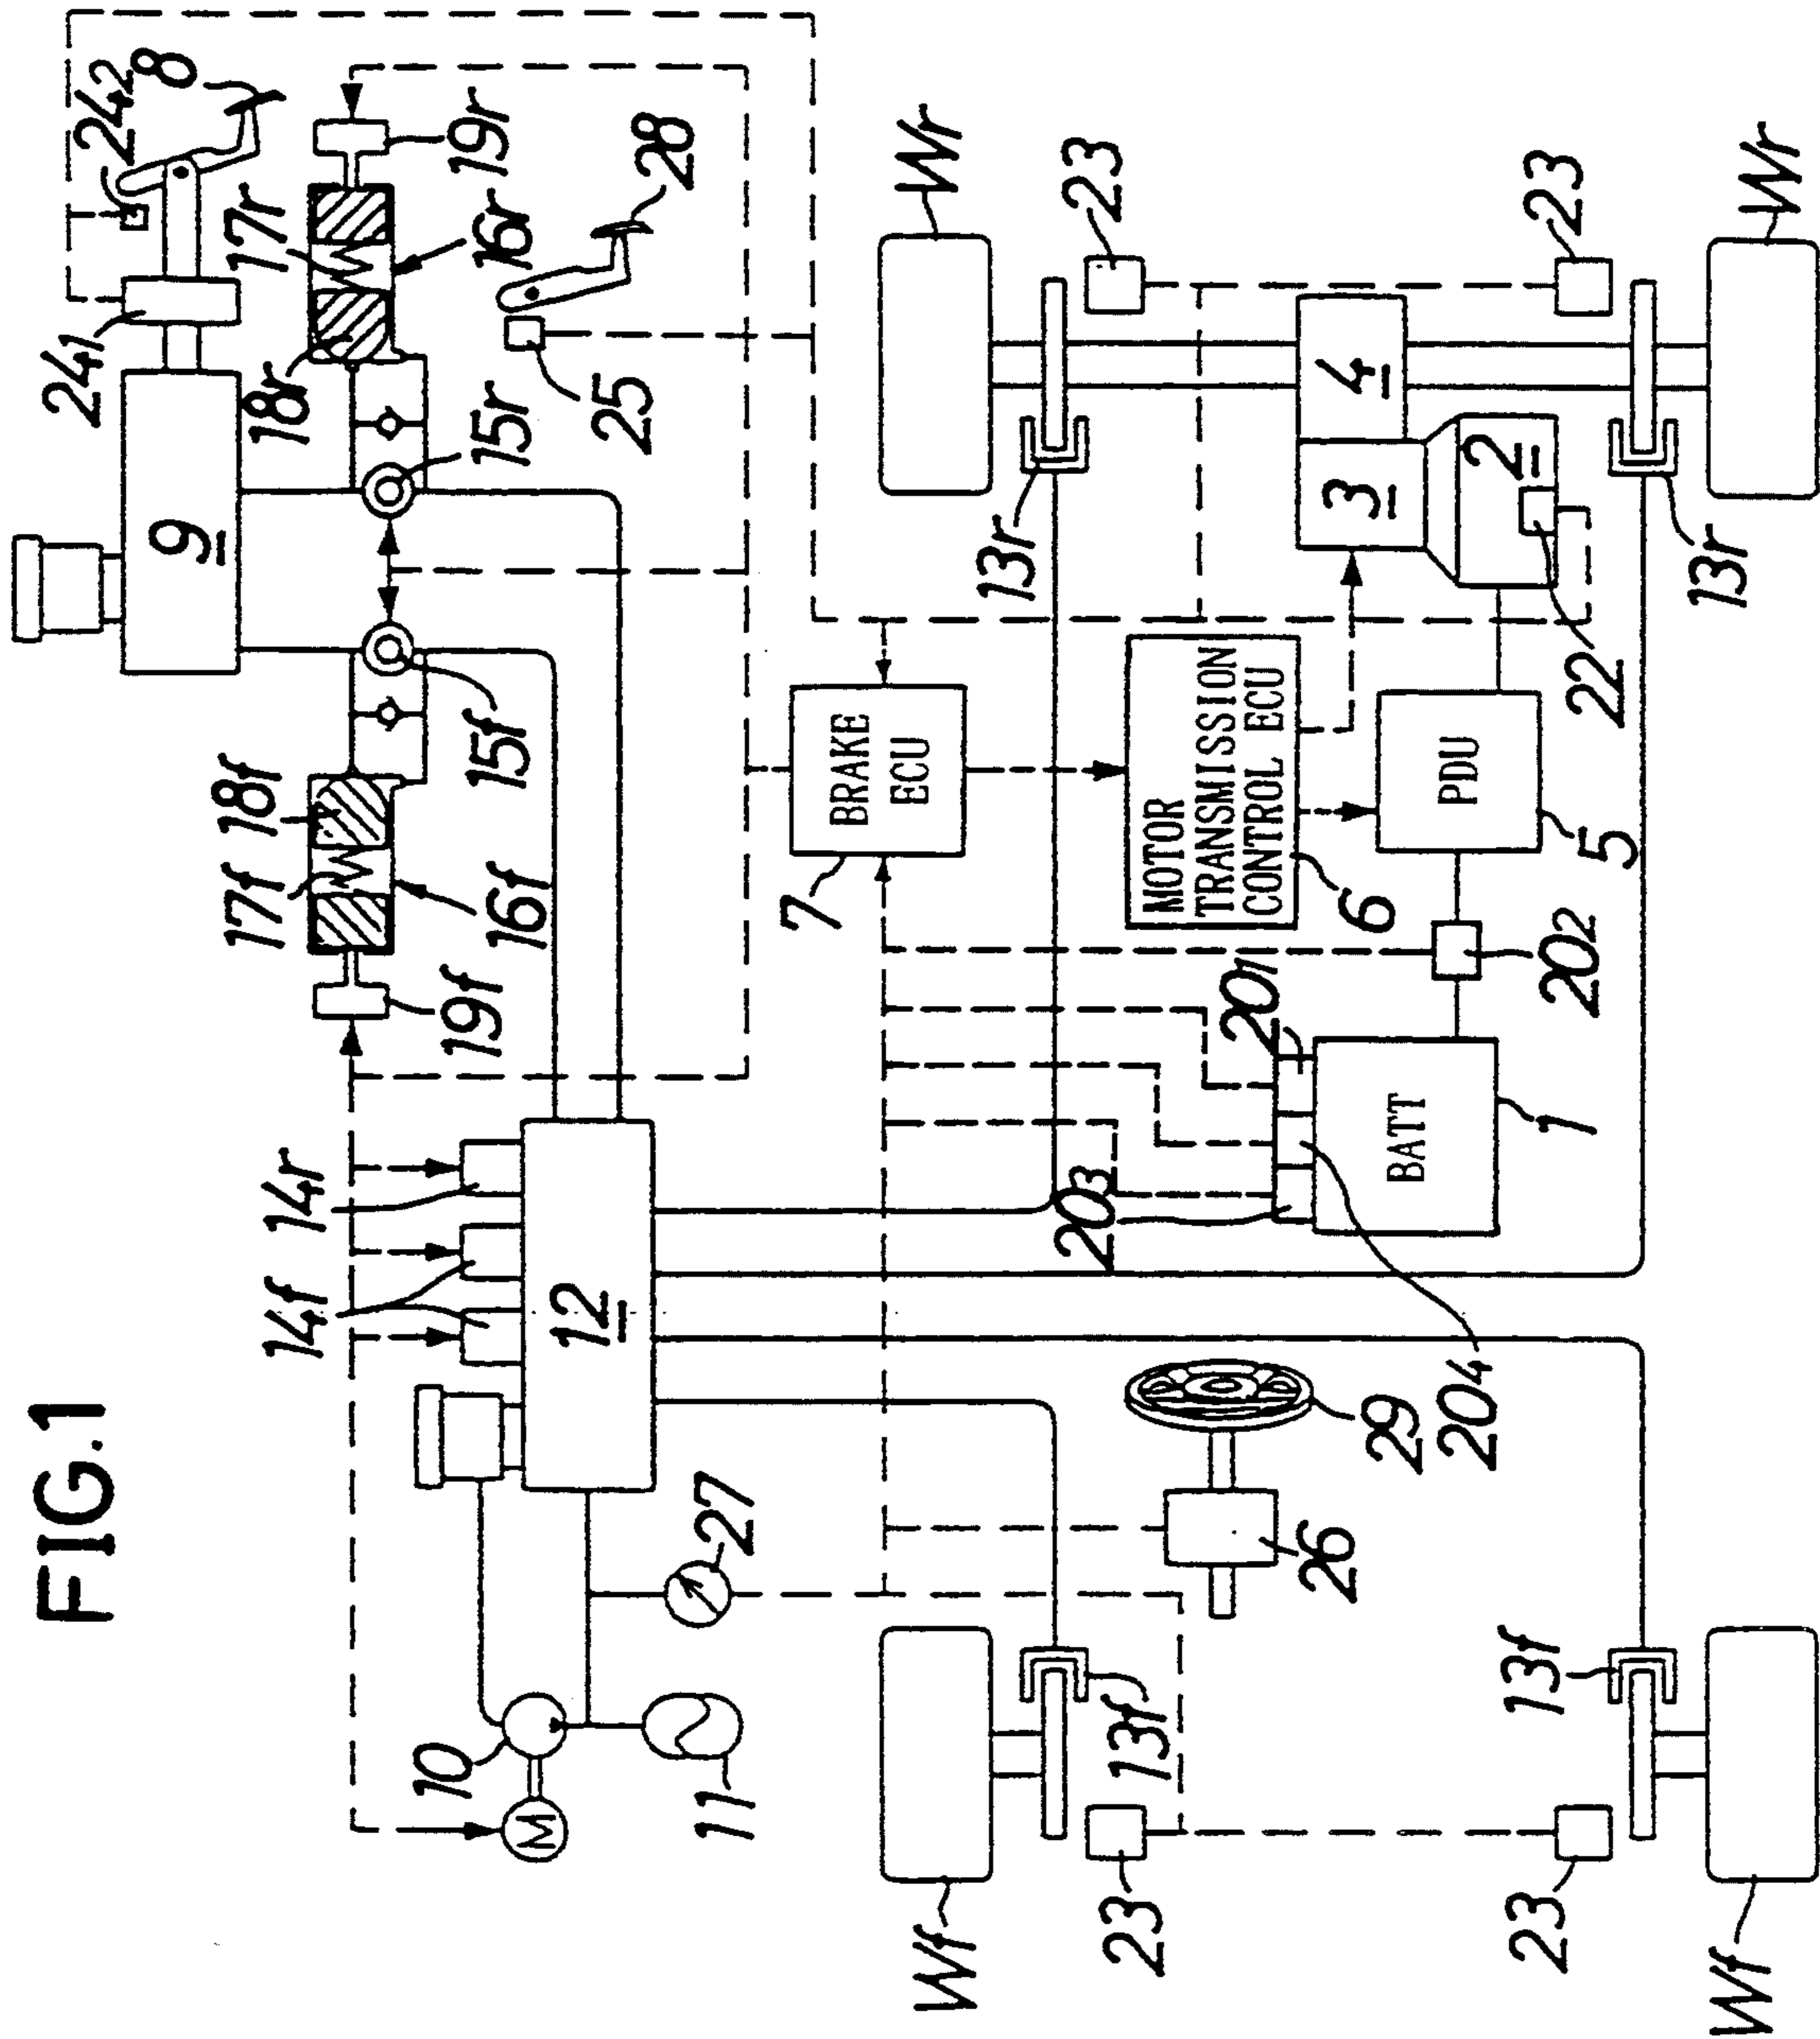 FIG.1
24₂
8
24₁
9
17r
18r
16r
19r
15r
15f
18f
17f
16f
19f
28
25
14r
14f
12
10
M
11
27
7
BRAKE
ECU
MOTOR
TRANSMISSION
CONTROL ECU
6
PDU
5
20₂
20₁
20₃
20₄
BATT
1
29
26
Wr
23
13r
4
3
2
22
23
13r
Wr
Wf
13f
23
13f
23
Wf